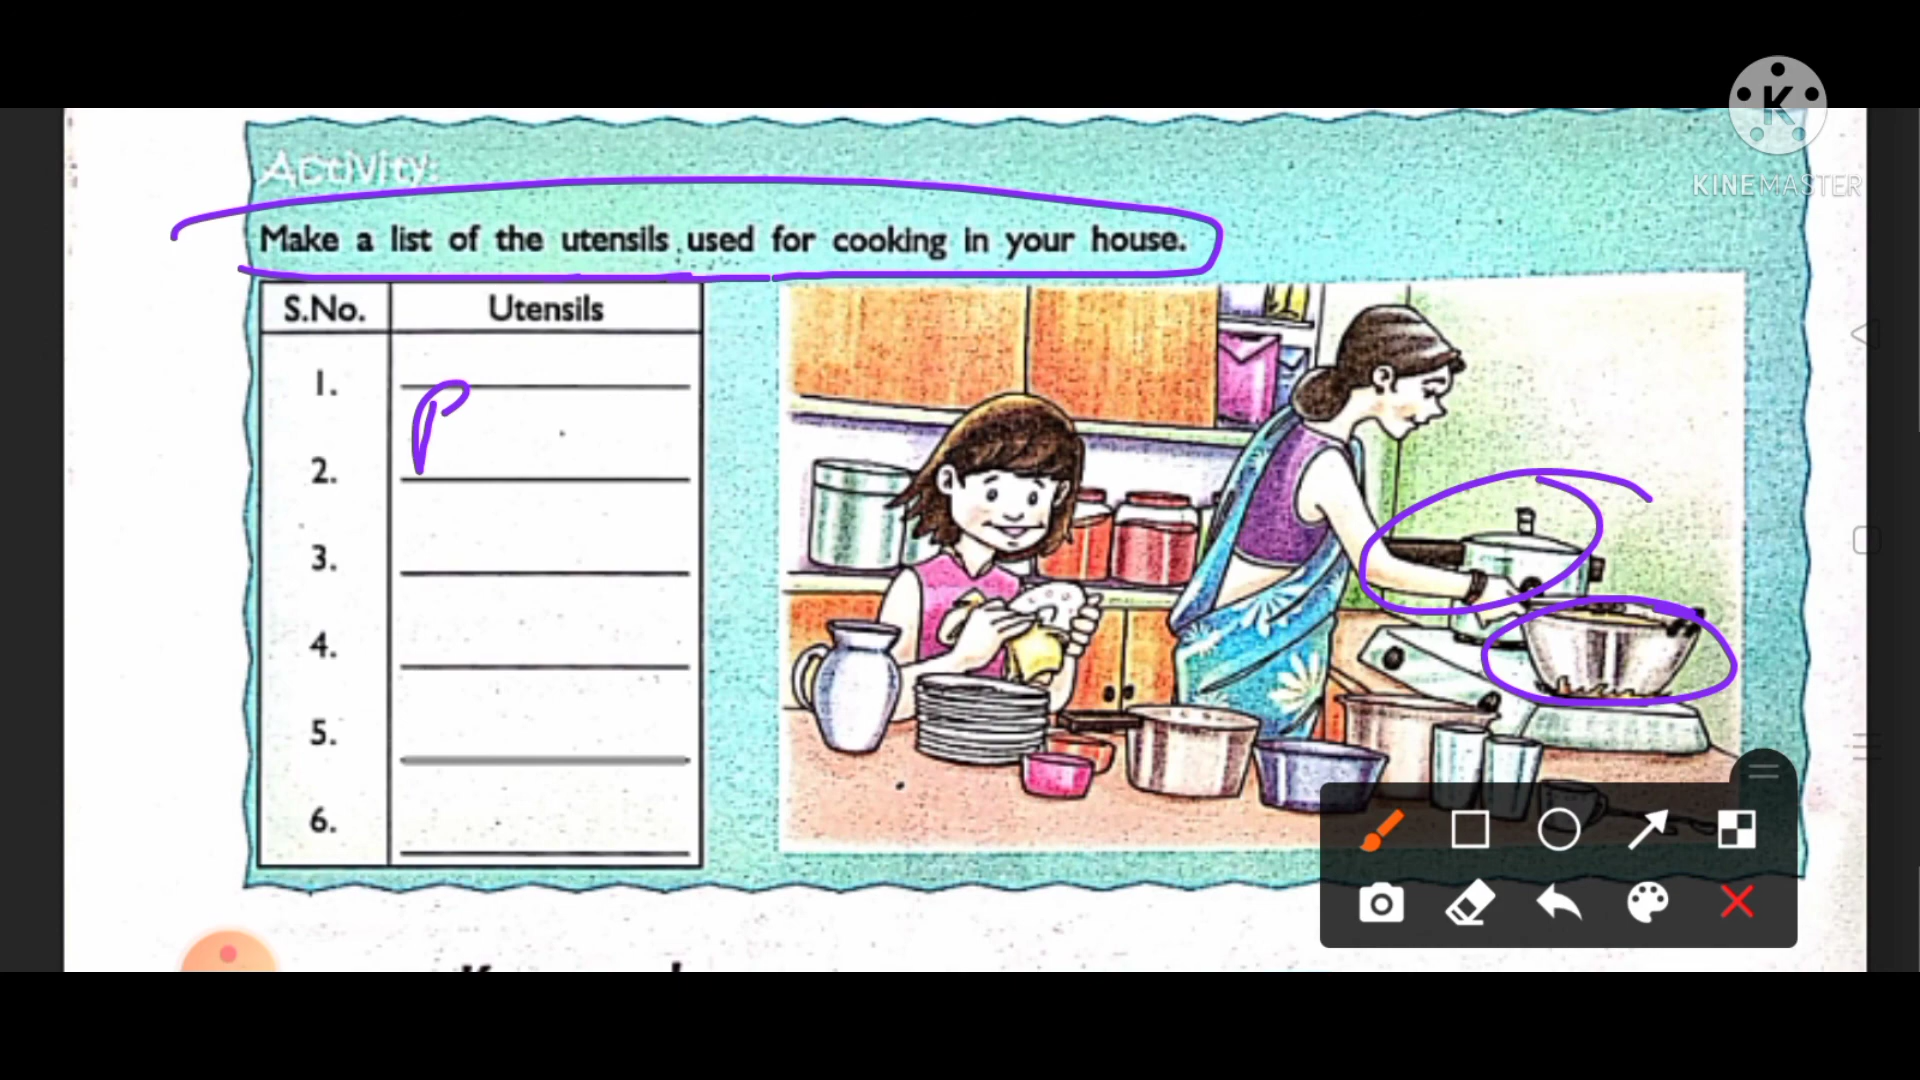 Activity:
Make a list of the utensils used for cooking in your house.
S.No. Utensils
1.
P
2.
3.
4.
5.
6.
K
KINEMASTER